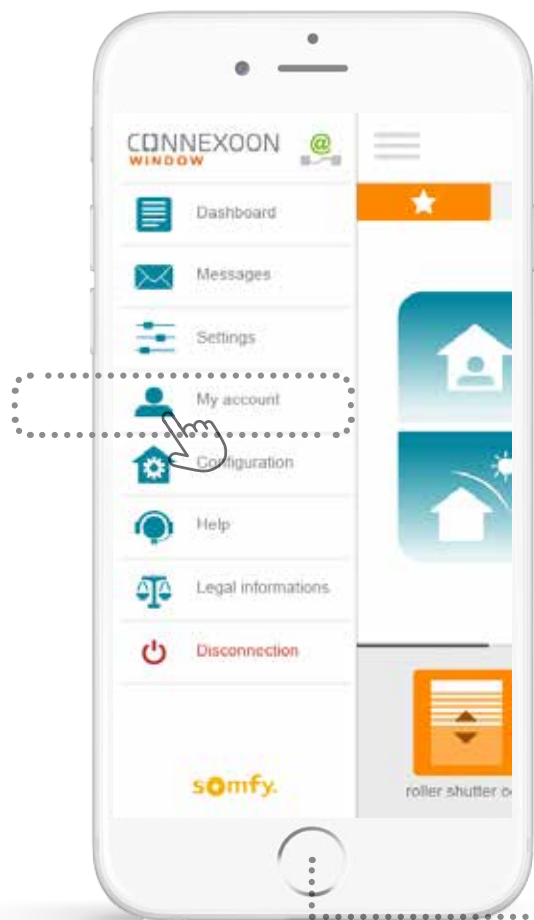 CONNEXOON
WINDOW
Dashboard
Messages
Settings
My account
Configuration
Help
Legal informations
Disconnection
somfy.
roller shutter